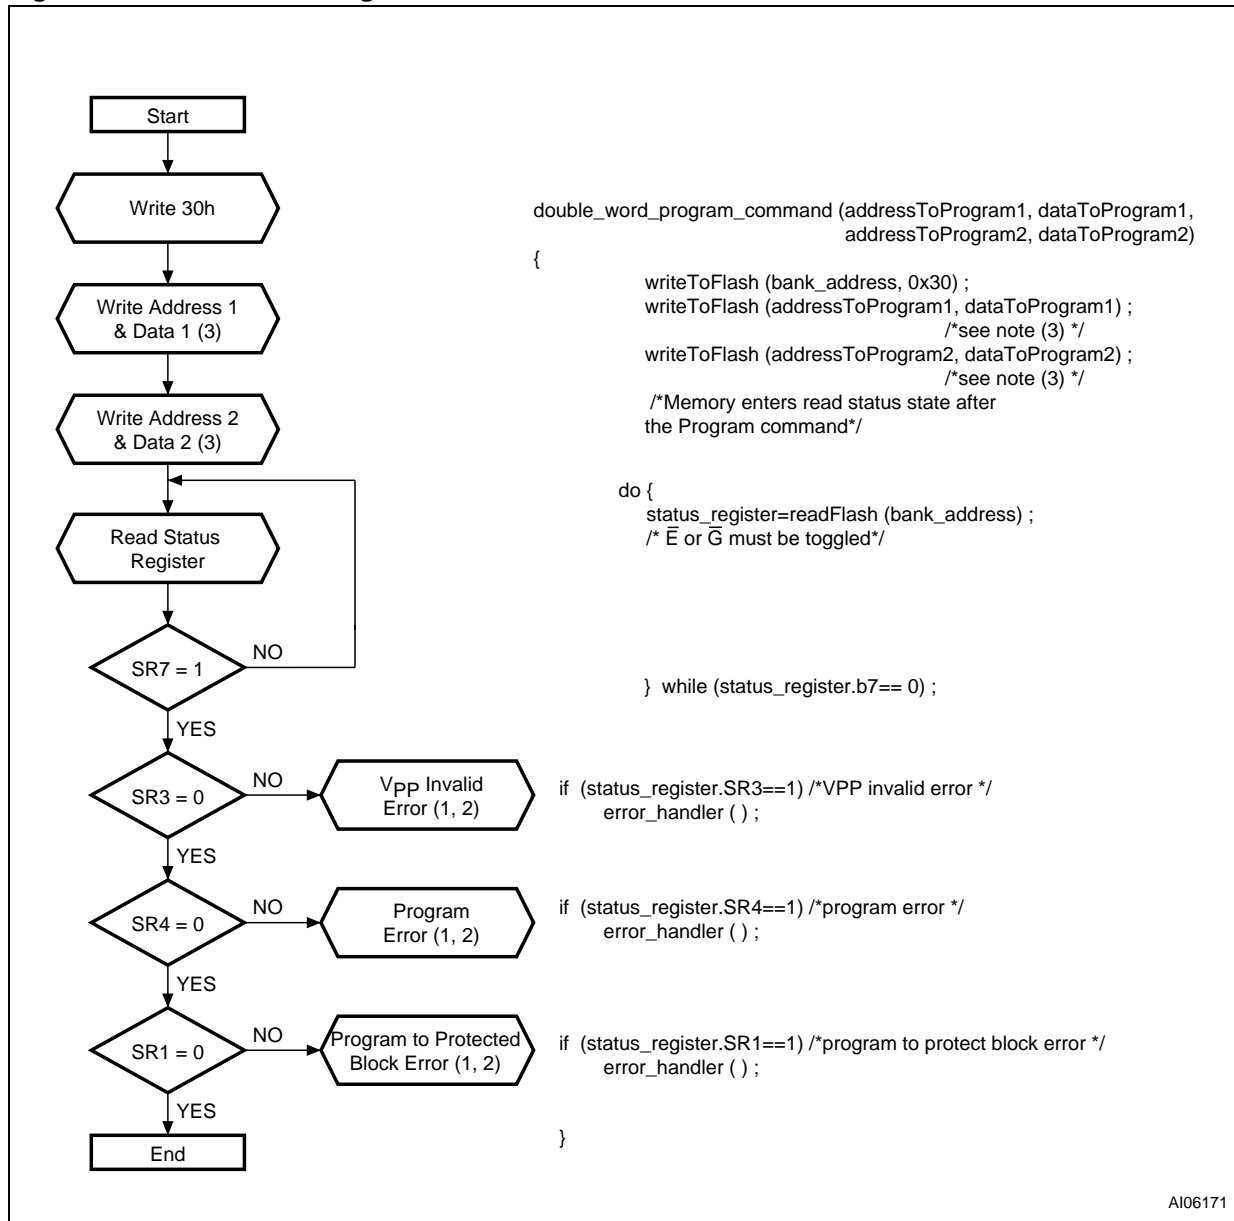 Start
Write 30h
Write Address 1
& Data 1 (3)
Write Address 2
& Data 2 (3)
Read Status
Register
NO
SR7 = 1
YES
NO
SR3 = 0
VPP Invalid
Error (1, 2)
YES
NO
SR4 = 0
Program
Error (1, 2)
YES
NO
SR1 = 0
Program to Protected
Block Error (1, 2)
YES
End
double_word_program_command (addressToProgram1, dataToProgram1,
addressToProgram2, dataToProgram2)
{
writeToFlash (bank_address, 0x30) ;
writeToFlash (addressToProgram1, dataToProgram1) ;
/*see note (3) */
writeToFlash (addressToProgram2, dataToProgram2) ;
/*see note (3) */
/*Memory enters read status state after
the Program command*/
do {
status_register=readFlash (bank_address) ;
/* E̅ or G̅ must be toggled*/
} while (status_register.b7== 0) ;
if (status_register.SR3==1) /*VPP invalid error */
error_handler ( ) ;
if (status_register.SR4==1) /*program error */
error_handler ( ) ;
if (status_register.SR1==1) /*program to protect block error */
error_handler ( ) ;
}
AI06171